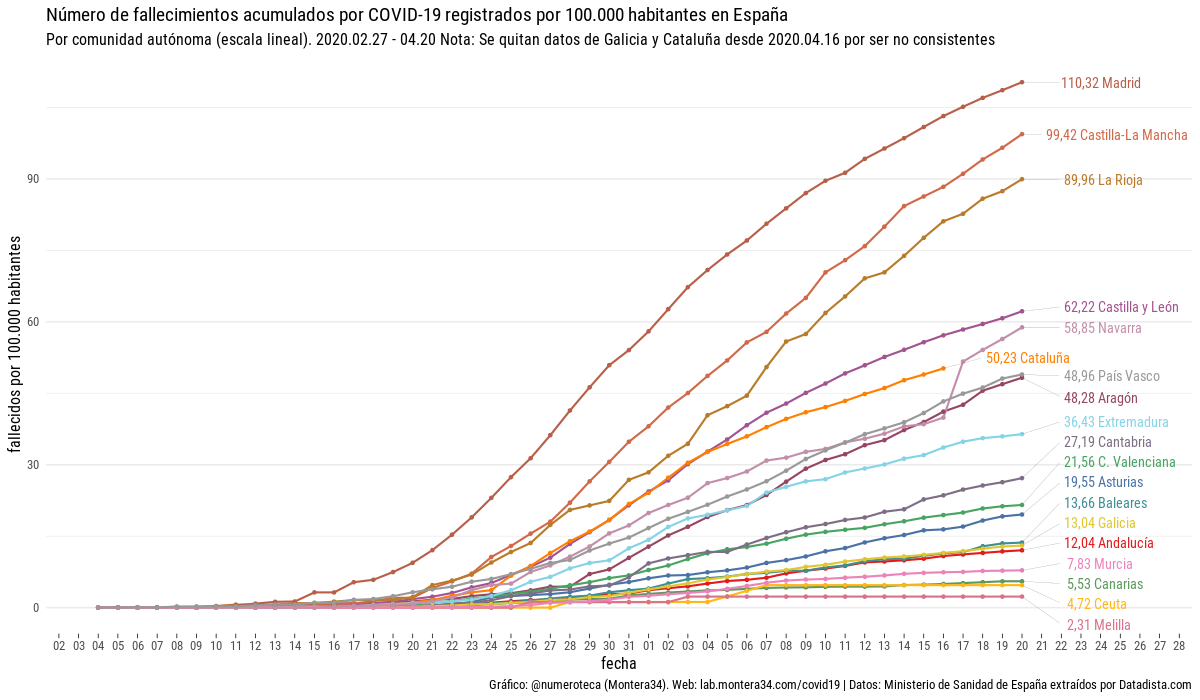 Número de fallecimientos acumulados por COVID-19 registrados por 100.000 habitantes en España
Por comunidad autónoma (escala lineal). 2020.02.27 - 04.20 Nota: Se quitan datos de Galicia y Cataluña desde 2020.04.16 por ser no consistentes
fallecidos por 100.000 habitantes
90
60
30
0
110,32 Madrid
99,42 Castilla-La Mancha
89,96 La Rioja
62,22 Castilla y León
58,85 Navarra
50,23 Cataluña
48,96 País Vasco
48,28 Aragón
36,43 Extremadura
27,19 Cantabria
21,56 C. Valenciana
19,55 Asturias
13,66 Baleares
13,04 Galicia
12,04 Andalucía
7,83 Murcia
5,53 Canarias
4,72 Ceuta
2,31 Melilla
02 03 04 05 06 07 08 09 10 11 12 13 14 15 16 17 18 19 20 21 22 23 24 25 26 27 28 29 30 31 01 02 03 04 05 06 07 08 09 10 11 12 13 14 15 16 17 18 19 20 21 22 23 24 25 26 27 28
fecha
Gráfico: @numeroteca (Montera34). Web: lab.montera34.com/covid19 | Datos: Ministerio de Sanidad de España extraídos por Datadista.com